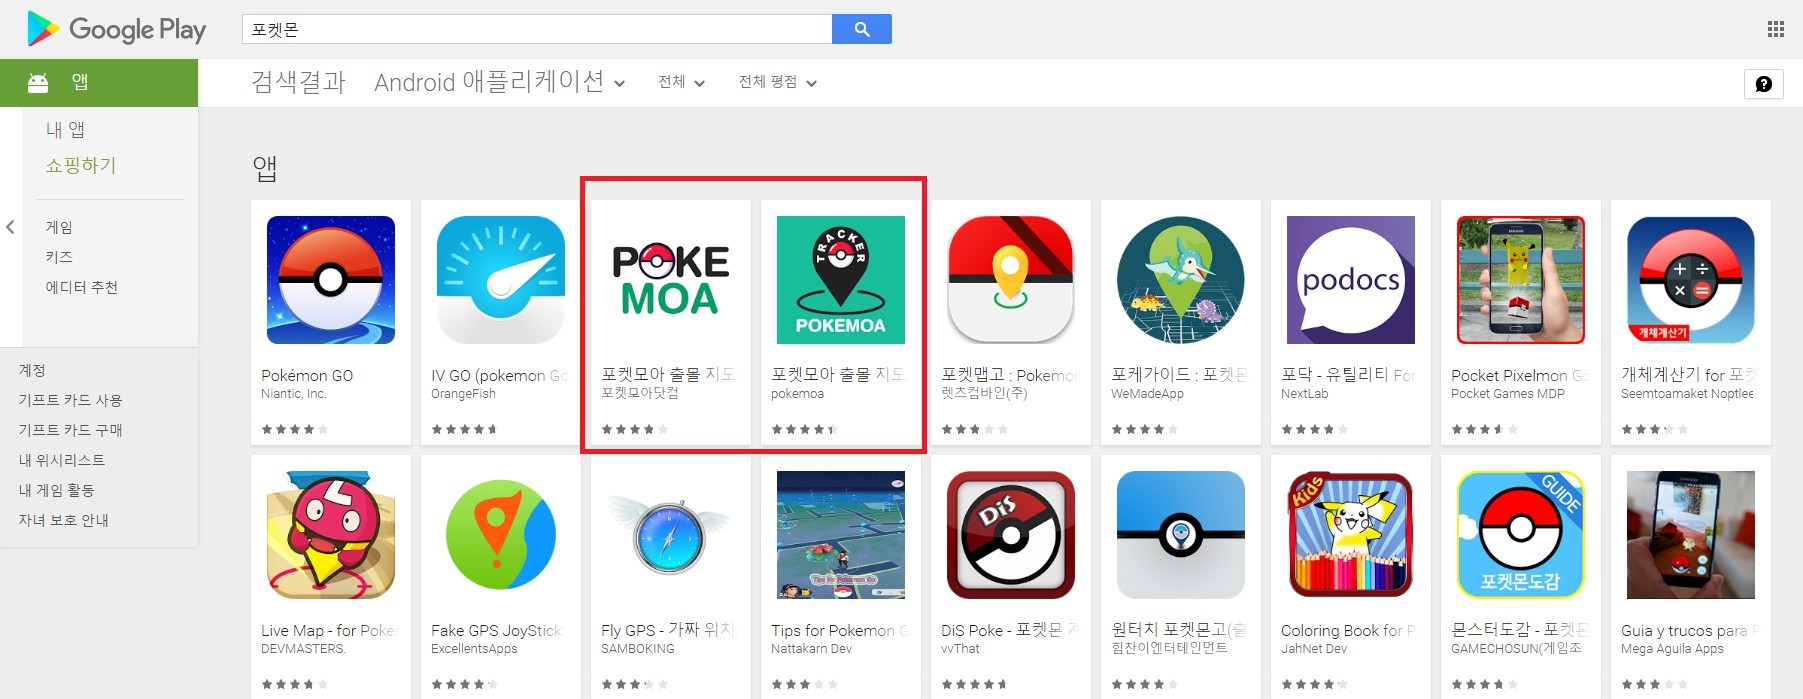 Google Play
포켓몬
앱
검색결과
Android 애플리케이션
전체
전체 평점
내 앱
쇼핑하기
게임
키즈
에디터 추천
계정
기프트 카드 사용
기프트 카드 구매
내 위시리스트
내 게임 활동
자녀 보호 안내
앱
Pokémon GO
Niantic, Inc.
IV GO (pokemon Go
OrangeFish
POKE
MOA
포켓모아 출몰 지도
포켓모아닷컴
TRACKER
POKEMOA
포켓모아 출몰 지도
pokemoa
포켓맵고 : Pokemon
렛츠컴바인(주)
포케가이드 : 포켓몬
WeMadeApp
podocs
포닥 - 유틸리티 For
NextLab
Pocket Pixelmon Go
Pocket Games MDP
개체계산기
개체계산기 for 포켓
Seemtoamaket Noptlee
Live Map - for Poke
DEVMASTERS.
Fake GPS JoyStick
ExcellentsApps
Fly GPS - 가짜 위치
SAMBOKING
Tips for Pokemon Go
Tips for Pokemon G
Nattakarn Dev
DiS
DiS Poke - 포켓몬
vvThat
원터치 포켓몬고(출
힘찬이엔터테인먼트
Kids
Coloring Book for P
JahNet Dev
GUIDE
포켓몬도감
몬스터도감 - 포켓몬
GAMECHOSUN(게임조
Guia y trucos para
Mega Aguila Apps